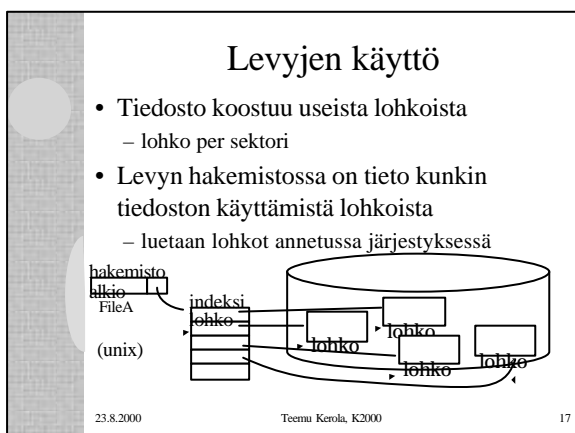 Levyjen käyttö
• Tiedosto koostuu useista lohkoista
– lohko per sektori
• Levyn hakemistossa on tieto kunkin
tiedoston käyttämistä lohkoista
– luetaan lohkot annetussa järjestyksessä
hakemisto
alkio
FileA
(unix)
indeksi
lohko
lohko
lohko
lohko
lohko
23.8.2000
Teemu Kerola, K2000
17